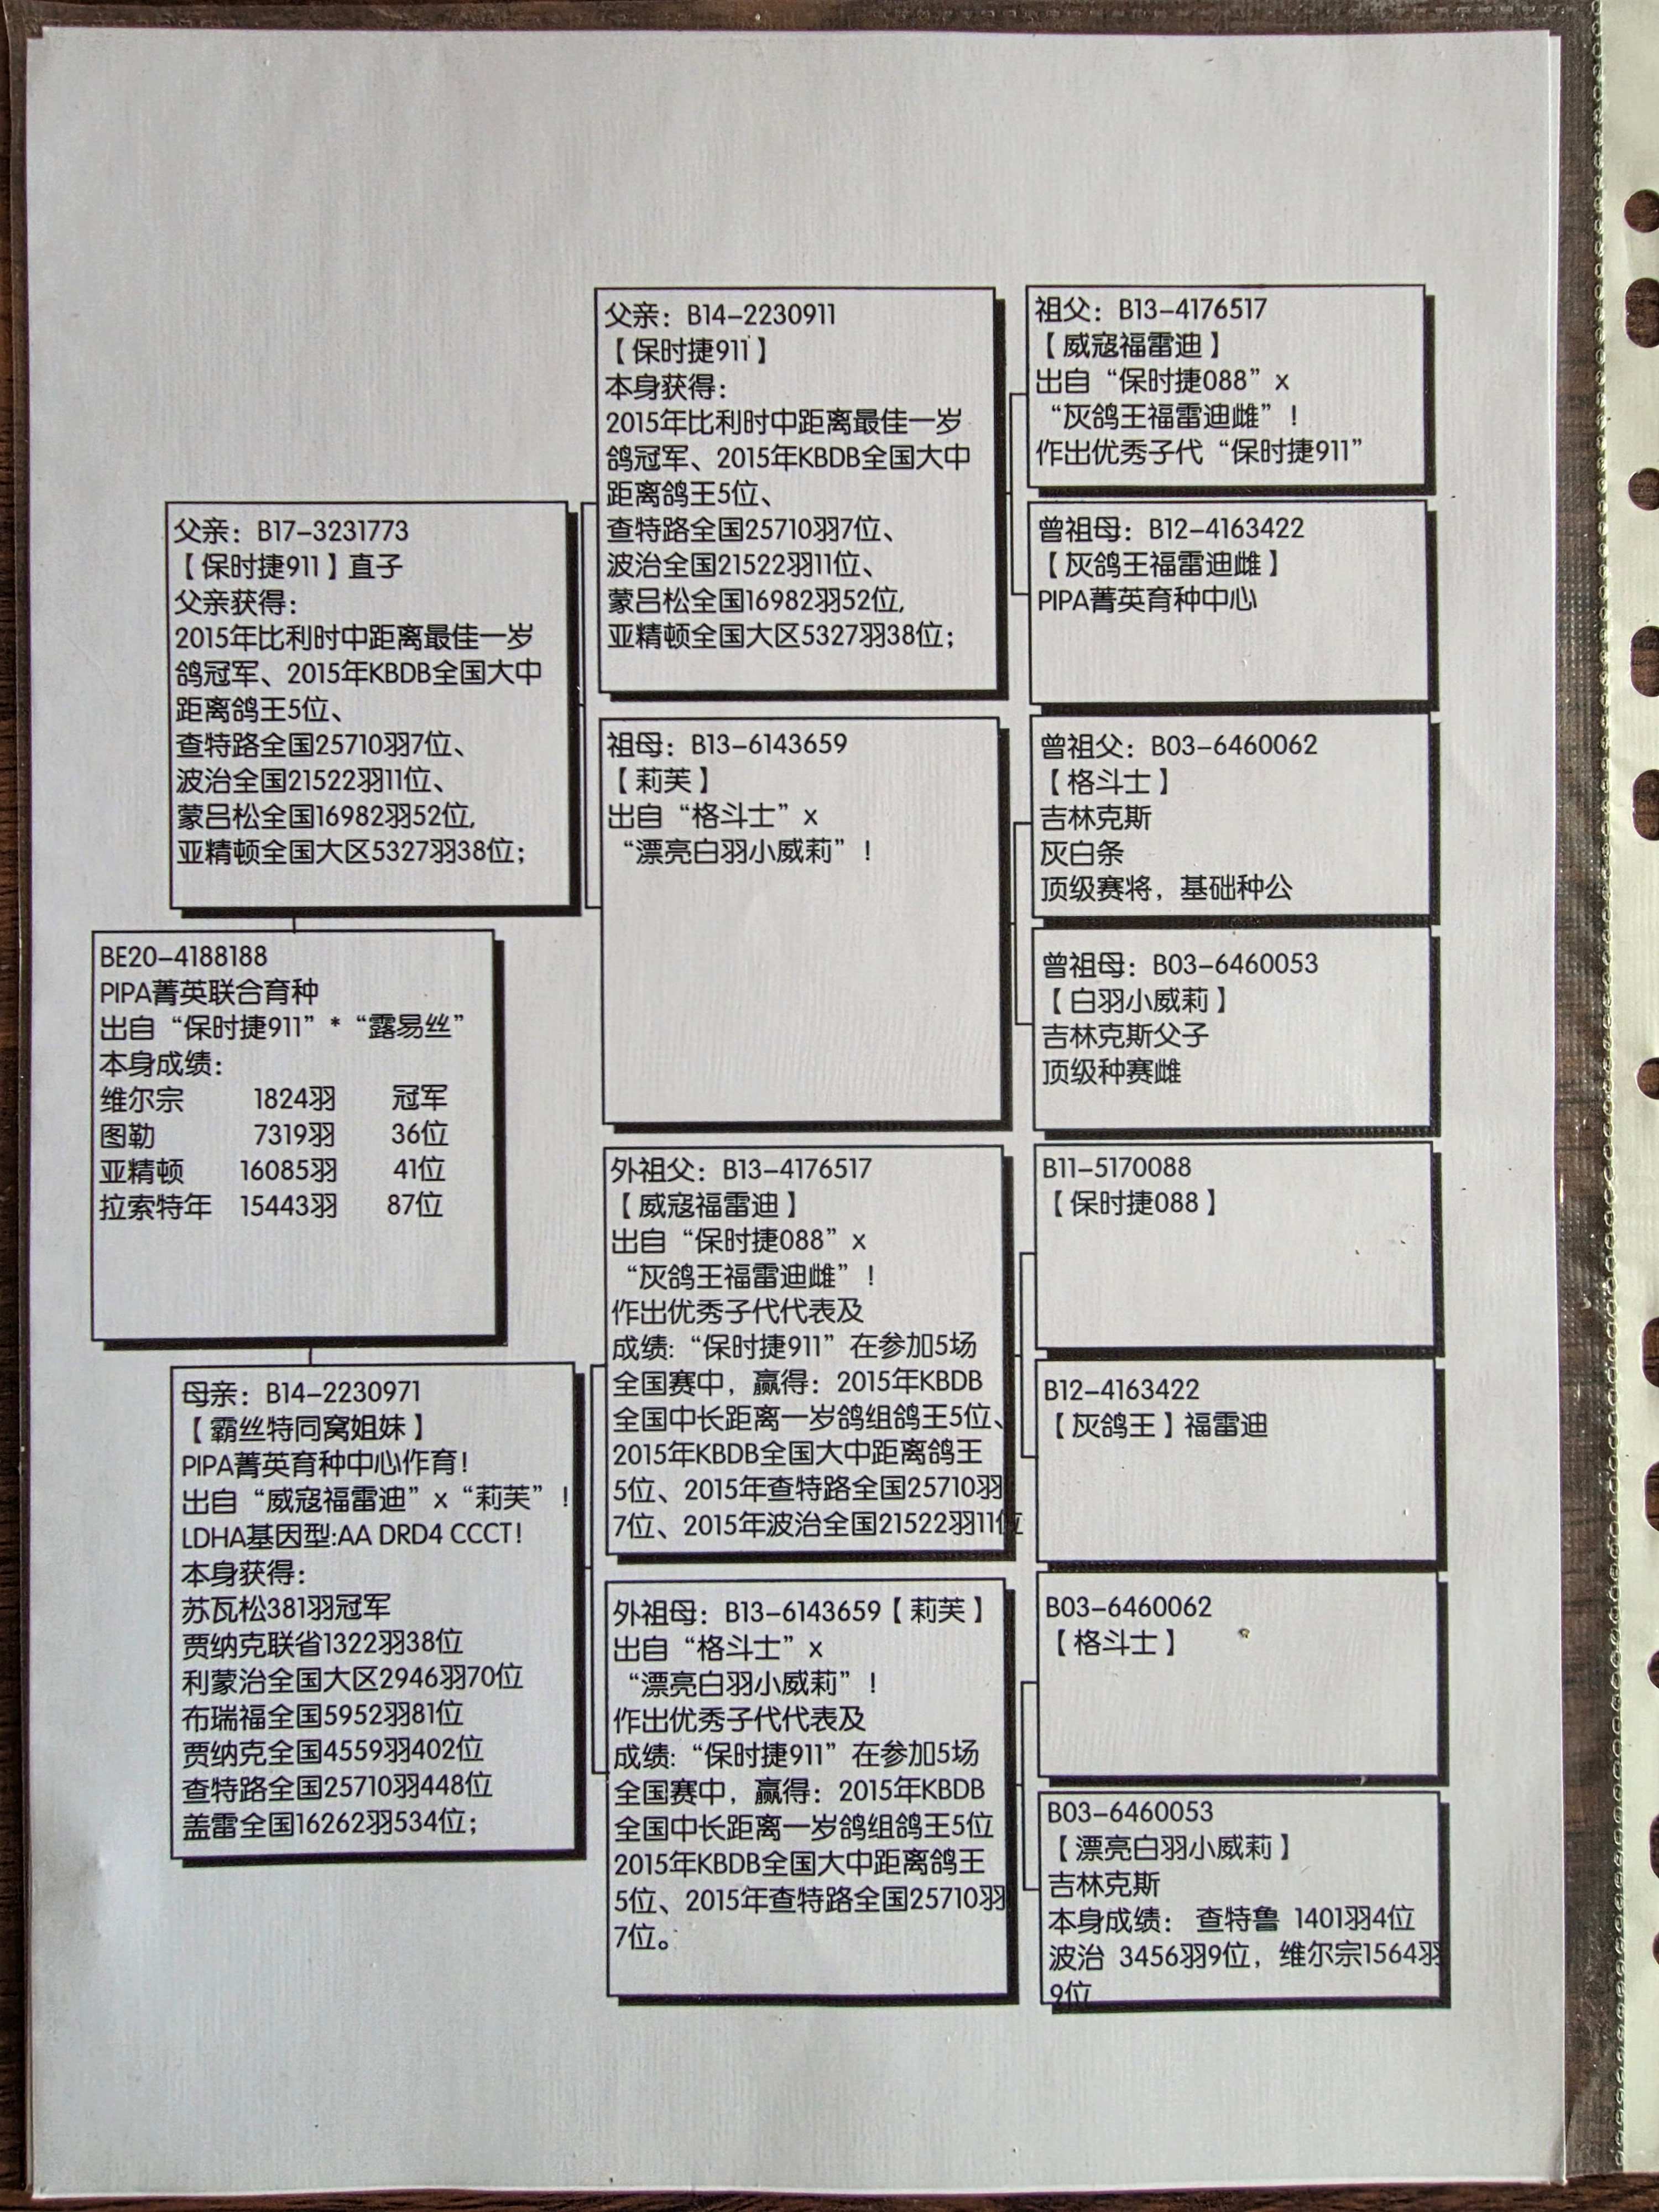 父亲：B14-2230911
【保时捷911】
本身获得：
2015年比利时中距离最佳一岁
鸽冠军、2015年KBDB全国大中
距离鸽王5位、
查特路全国25710羽7位、
波治全国21522羽11位、
蒙吕松全国16982羽52位,
亚精顿全国大区5327羽38位；
祖父：B13-4176517
【威寇福雷迪】
出自“保时捷088”x
“灰鸽王福雷迪雌”！
作出优秀子代“保时捷911”
曾祖母：B12-4163422
【灰鸽王福雷迪雌】
PIPA菁英育种中心
父亲：B17-3231773
【保时捷911】直子
父亲获得：
2015年比利时中距离最佳一岁
鸽冠军、2015年KBDB全国大中
距离鸽王5位、
查特路全国25710羽7位、
波治全国21522羽11位、
蒙吕松全国16982羽52位,
亚精顿全国大区5327羽38位；
祖母：B13-6143659
【莉芙】
出自“格斗士”x
“漂亮白羽小威莉”！
曾祖父：B03-6460062
【格斗士】
吉林克斯
灰白条
顶级赛将，基础种公
曾祖母：B03-6460053
【白羽小威莉】
吉林克斯父子
顶级种赛雌
BE20-4188188
PIPA菁英联合育种
出自“保时捷911”*“露易丝”
本身成绩：
维尔宗 1824羽 冠军
图勒 7319羽 36位
亚精顿 16085羽 41位
拉索特年 15443羽 87位
外祖父：B13-4176517
【威寇福雷迪】
出自“保时捷088”x
“灰鸽王福雷迪雌”！
作出优秀子代代表及
成绩:“保时捷911”在参加5场
全国赛中，赢得：2015年KBDB
全国中长距离一岁鸽组鸽王5位、
2015年KBDB全国大中距离鸽王
5位、2015年查特路全国25710羽
7位、2015年波治全国21522羽11位
B11-5170088
【保时捷088】
B12-4163422
【灰鸽王】福雷迪
母亲：B14-2230971
【霸丝特同窝姐妹】
PIPA菁英育种中心作育！
出自“威寇福雷迪”x“莉芙”！
LDHA基因型:AA DRD4 CCCT!
本身获得：
苏瓦松381羽冠军
贾纳克联省1322羽38位
利蒙治全国大区2946羽70位
布瑞福全国5952羽81位
贾纳克全国4559羽402位
查特路全国25710羽448位
盖雷全国16262羽534位；
外祖母：B13-6143659【莉芙】
出自“格斗士”x
“漂亮白羽小威莉”！
作出优秀子代代表及
成绩:“保时捷911”在参加5场
全国赛中，赢得：2015年KBDB
全国中长距离一岁鸽组鸽王5位
2015年KBDB全国大中距离鸽王
5位、2015年查特路全国25710羽
7位。
B03-6460062
【格斗士】
B03-6460053
【漂亮白羽小威莉】
吉林克斯
本身成绩： 查特鲁 1401羽4位
波治 3456羽9位，维尔宗1564羽
9位